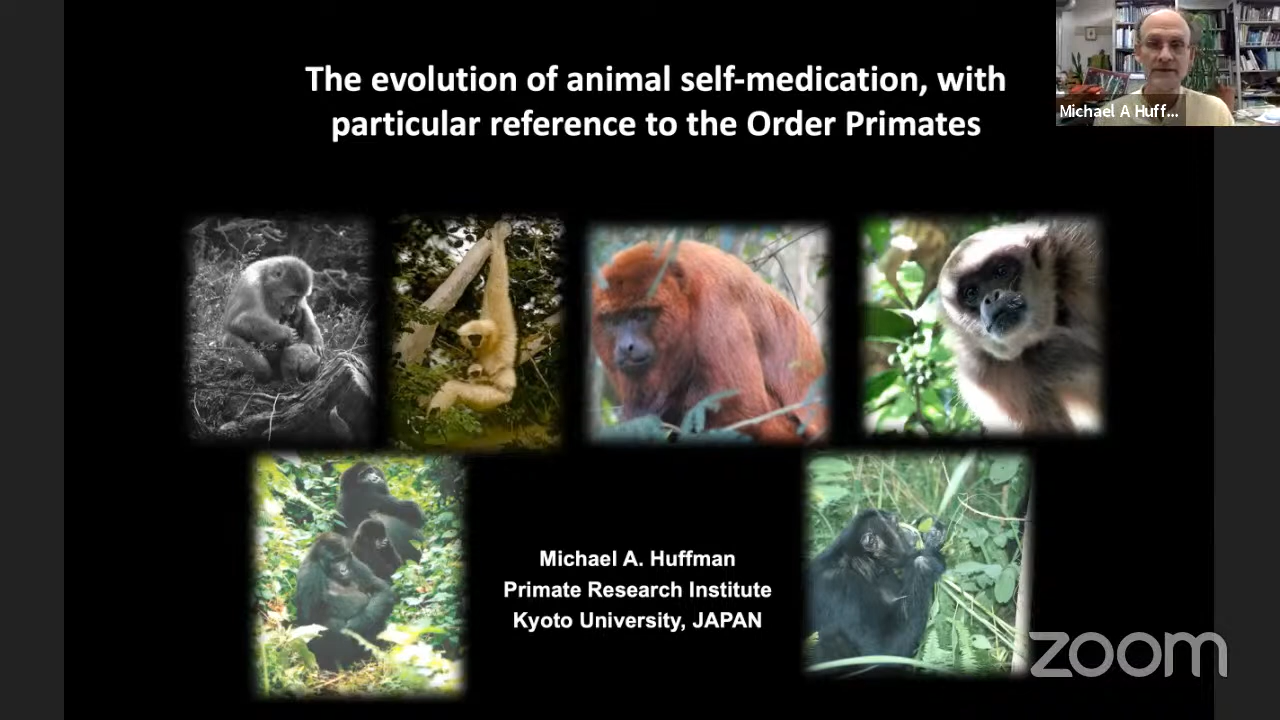 The evolution of animal self-medication, with
particular reference to the Order Primates
Michael A Huff...
Michael A. Huffman
Primate Research Institute
Kyoto University, JAPAN
zoom